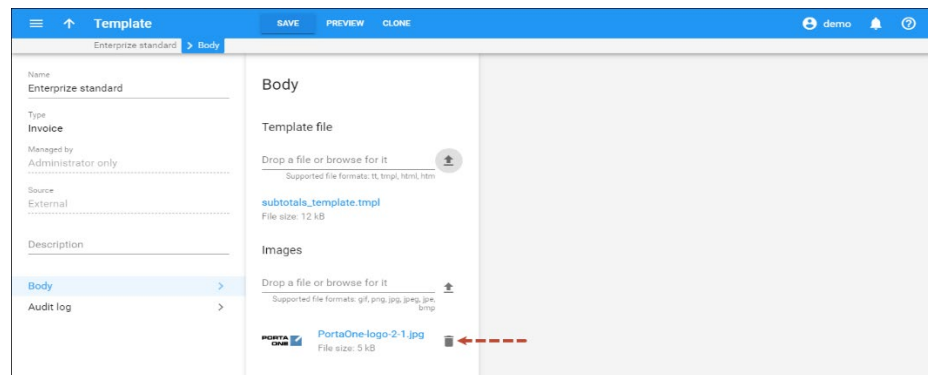 Template SAVE PREVIEW CLONE demo
Enterprize standard Body
Name
Enterprize standard
Type
Invoice
Managed by
Administrator only
Source
External
Description
Body
Audit log
Body
Template file
Drop a file or browse for it
Supported file formats: tt, tmpl, html, htm
subtotals_template.tmpl
File size: 12 kB
Images
Drop a file or browse for it
Supported file formats: gif, png, jpg, jpeg, jpe,
bmp
PORTA
ONE
PortaOne-logo-2-1.jpg
File size: 5 kB